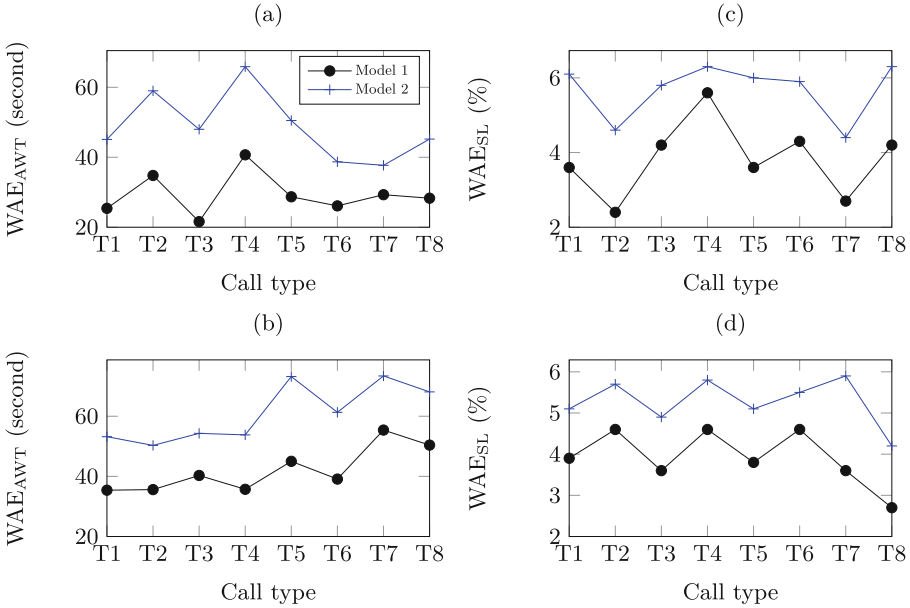 (a)
WAE_AWT (second)
60
40
20
T1 T2 T3 T4 T5 T6 T7 T8
Call type
Model 1
Model 2
(c)
WAE_SL (%)
6
4
2
T1 T2 T3 T4 T5 T6 T7 T8
Call type
(b)
WAE_AWT (second)
60
40
20
T1 T2 T3 T4 T5 T6 T7 T8
Call type
(d)
WAE_SL (%)
6
5
4
3
2
T1 T2 T3 T4 T5 T6 T7 T8
Call type